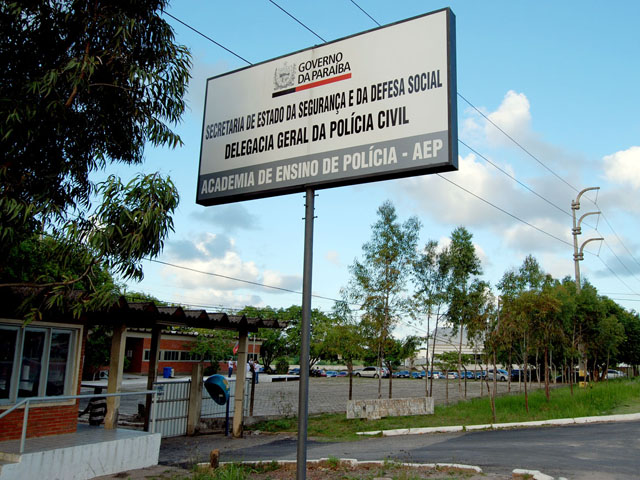 GOVERNO
DA PARAÍBA
SECRETARIA DE ESTADO DA SEGURANÇA E DA DEFESA SOCIAL
DELEGACIA GERAL DA POLÍCIA CIVIL
ACADEMIA DE ENSINO DE POLÍCIA - AEP